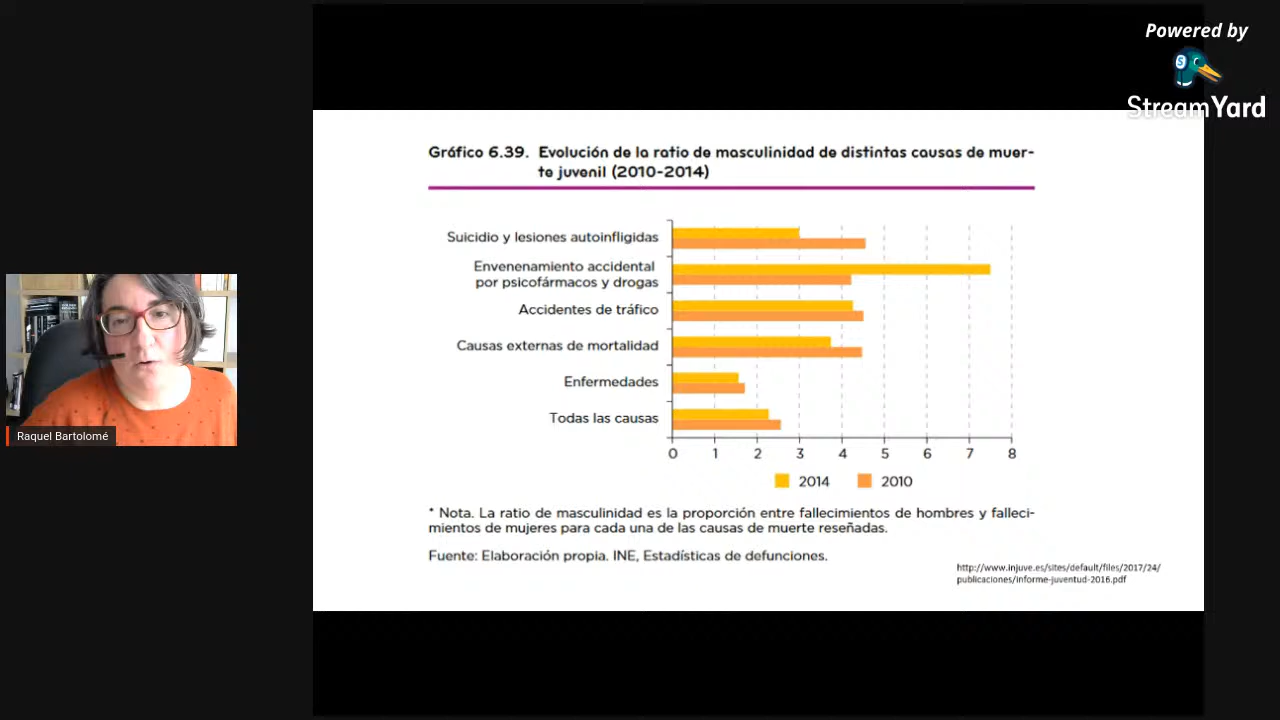 Powered by
StreamYard
Gráfico 6.39. Evolución de la ratio de masculinidad de distintas causas de muer-
te juvenil (2010-2014)
Suicidio y lesiones autoinfligidas
Envenenamiento accidental
por psicofármacos y drogas
Accidentes de tráfico
Causas externas de mortalidad
Enfermedades
Todas las causas
0 1 2 3 4 5 6 7 8
2014 2010
* Nota. La ratio de masculinidad es la proporción entre fallecimientos de hombres y falleci-
mientos de mujeres para cada una de las causas de muerte reseñadas.
Fuente: Elaboración propia. INE, Estadísticas de defunciones.
http://www.injuve.es/sites/default/files/2017/24/
publicaciones/informe-juventud-2016.pdf
Raquel Bartolomé